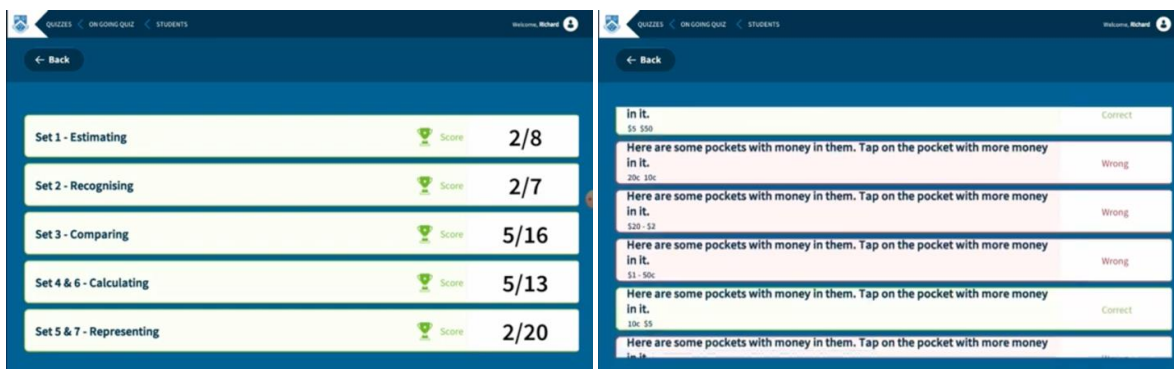 QUIZZES ON GOING QUIZ STUDENTS
Welcome, Richard
← Back
Set 1 - Estimating Score 2/8
Set 2 - Recognising Score 2/7
Set 3 - Comparing Score 5/16
Set 4 & 6 - Calculating Score 5/13
Set 5 & 7 - Representing Score 2/20
QUIZZES ON GOING QUIZ STUDENTS
Welcome, Richard
← Back
in it.
$5 $50
Correct
Here are some pockets with money in them. Tap on the pocket with more money
in it.
20c 10c
Wrong
Here are some pockets with money in them. Tap on the pocket with more money
in it.
$20 - $2
Wrong
Here are some pockets with money in them. Tap on the pocket with more money
in it.
$1 - 50c
Wrong
Here are some pockets with money in them. Tap on the pocket with more money
in it.
10c $5
Correct
Here are some pockets with money in them. Tap on the pocket with more money